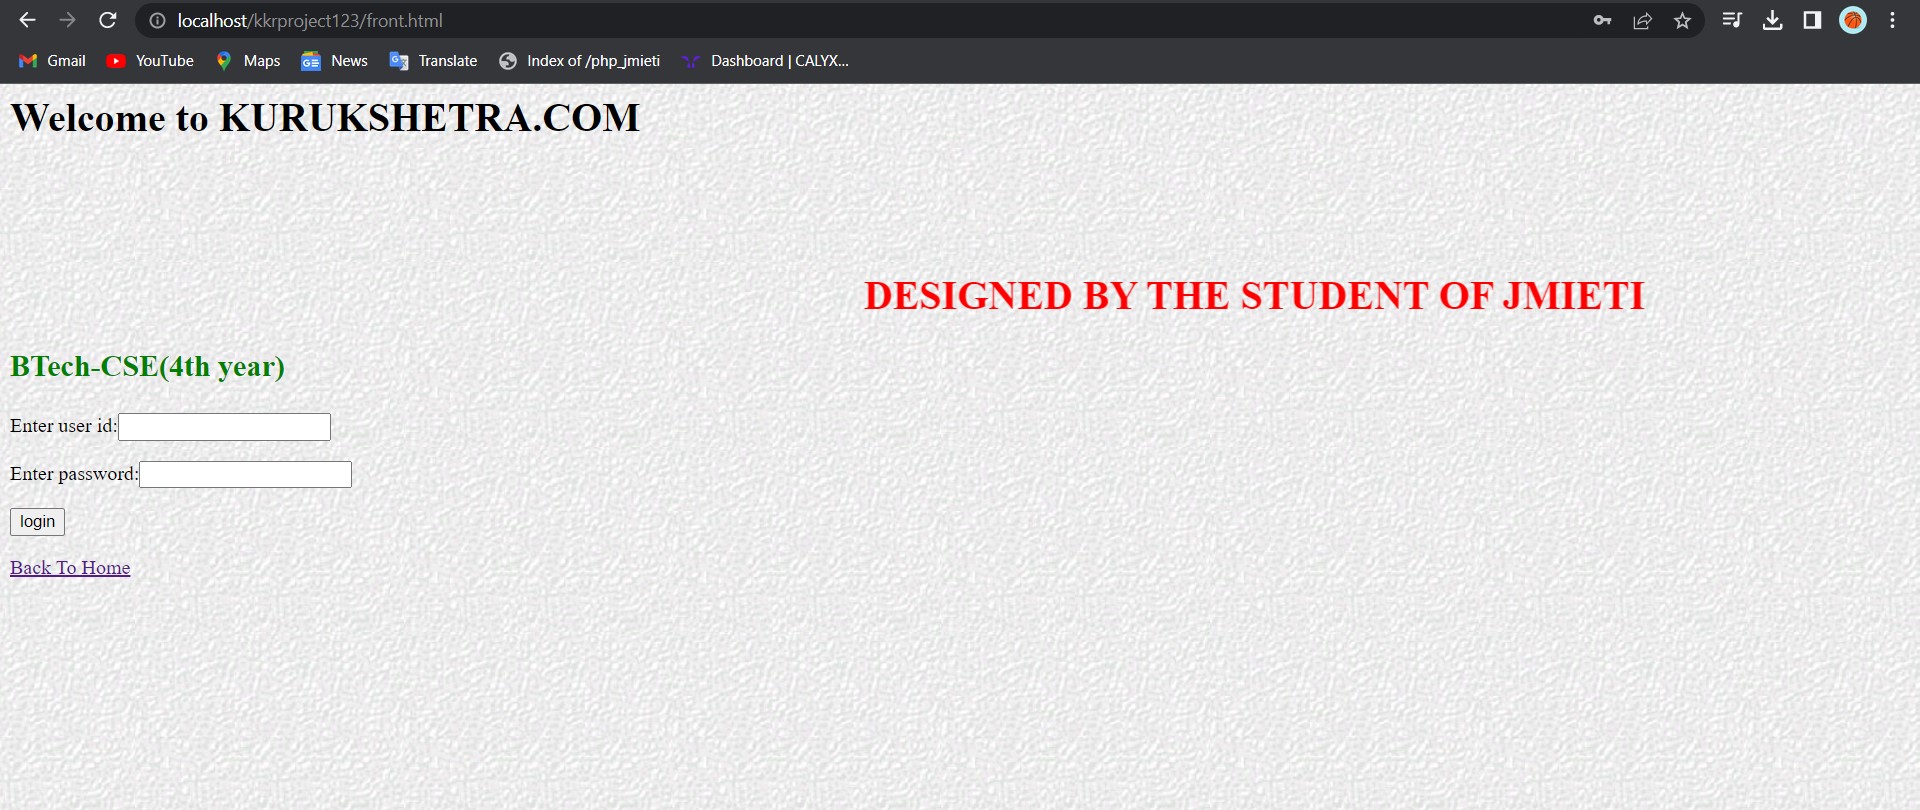 localhost/kkrproject123/front.html
Gmail YouTube Maps News Translate Index of /php_jmieti Dashboard | CALYX...
Welcome to KURUKSHETRA.COM
DESIGNED BY THE STUDENT OF JMIETI
BTech-CSE(4th year)
Enter user id:
Enter password:
login
Back To Home